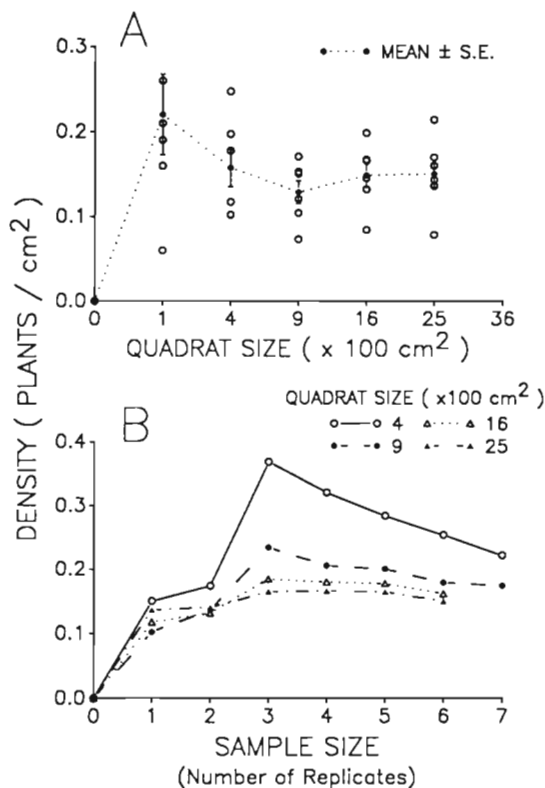 A
MEAN ± S.E.
0.3
0.2
0.1
0.0
0 1 4 9 16 25 36
QUADRAT SIZE ( x 100 cm2 )
DENSITY ( PLANTS / cm2 )
B
QUADRAT SIZE ( x100 cm2 )
4 16
9 25
0.4
0.3
0.2
0.1
0.0
0 1 2 3 4 5 6 7
SAMPLE SIZE
(Number of Replicates)